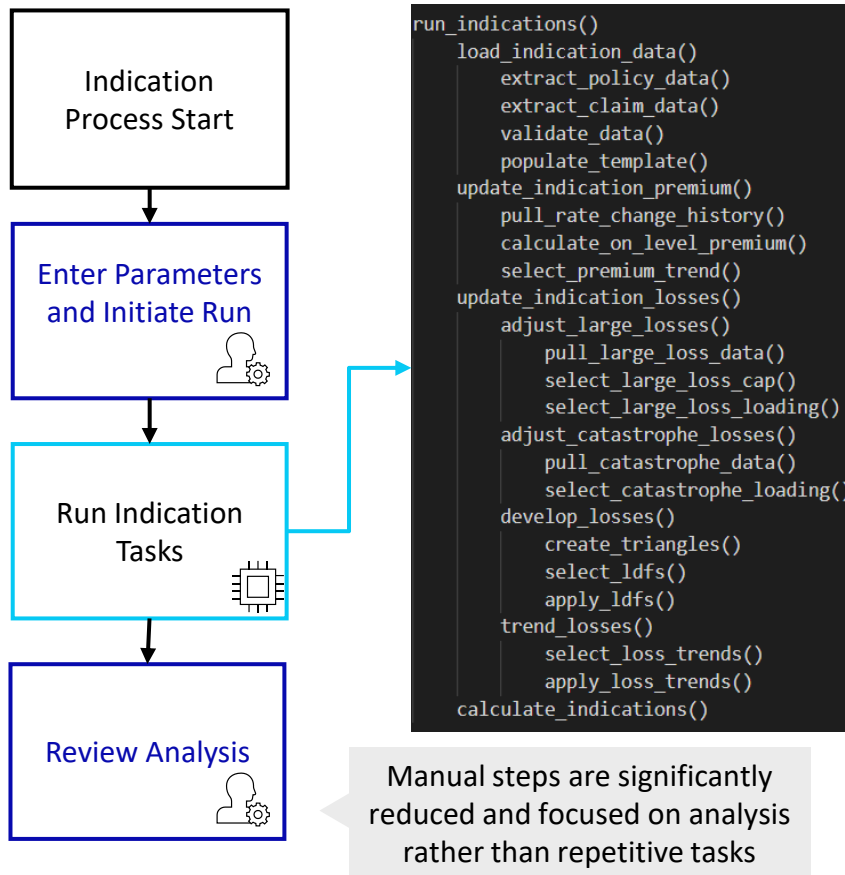 Indication
Process Start
Enter Parameters
and Initiate Run
Run Indication
Tasks
Review Analysis
run_indications()
load_indication_data()
extract_policy_data()
extract_claim_data()
validate_data()
populate_template()
update_indication_premium()
pull_rate_change_history()
calculate_on_level_premium()
select_premium_trend()
update_indication_losses()
adjust_large_losses()
pull_large_loss_data()
select_large_loss_cap()
select_large_loss_loading()
adjust_catastrophe_losses()
pull_catastrophe_data()
select_catastrophe_loading()
develop_losses()
create_triangles()
select_ldfs()
apply_ldfs()
trend_losses()
select_loss_trends()
apply_loss_trends()
calculate_indications()
Manual steps are significantly
reduced and focused on analysis
rather than repetitive tasks